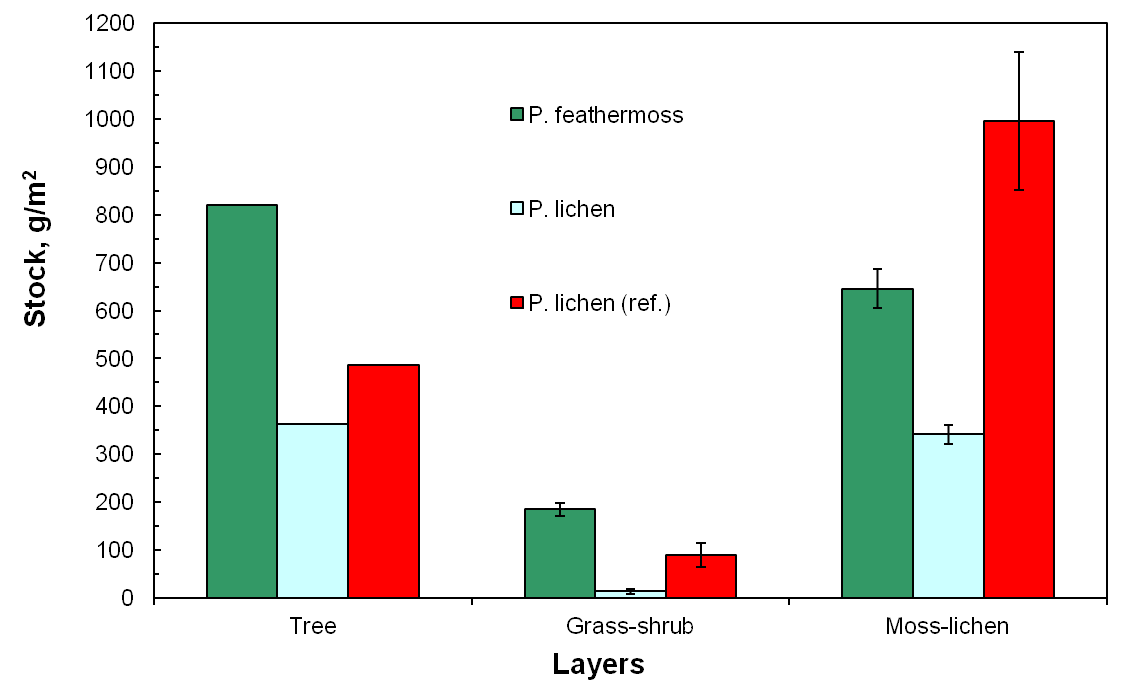 1200
1100
1000
900
800
700
600
500
400
300
200
100
0
Stock, g/m²
P. feathermoss
P. lichen
P. lichen (ref.)
Tree
Grass-shrub
Moss-lichen
Layers